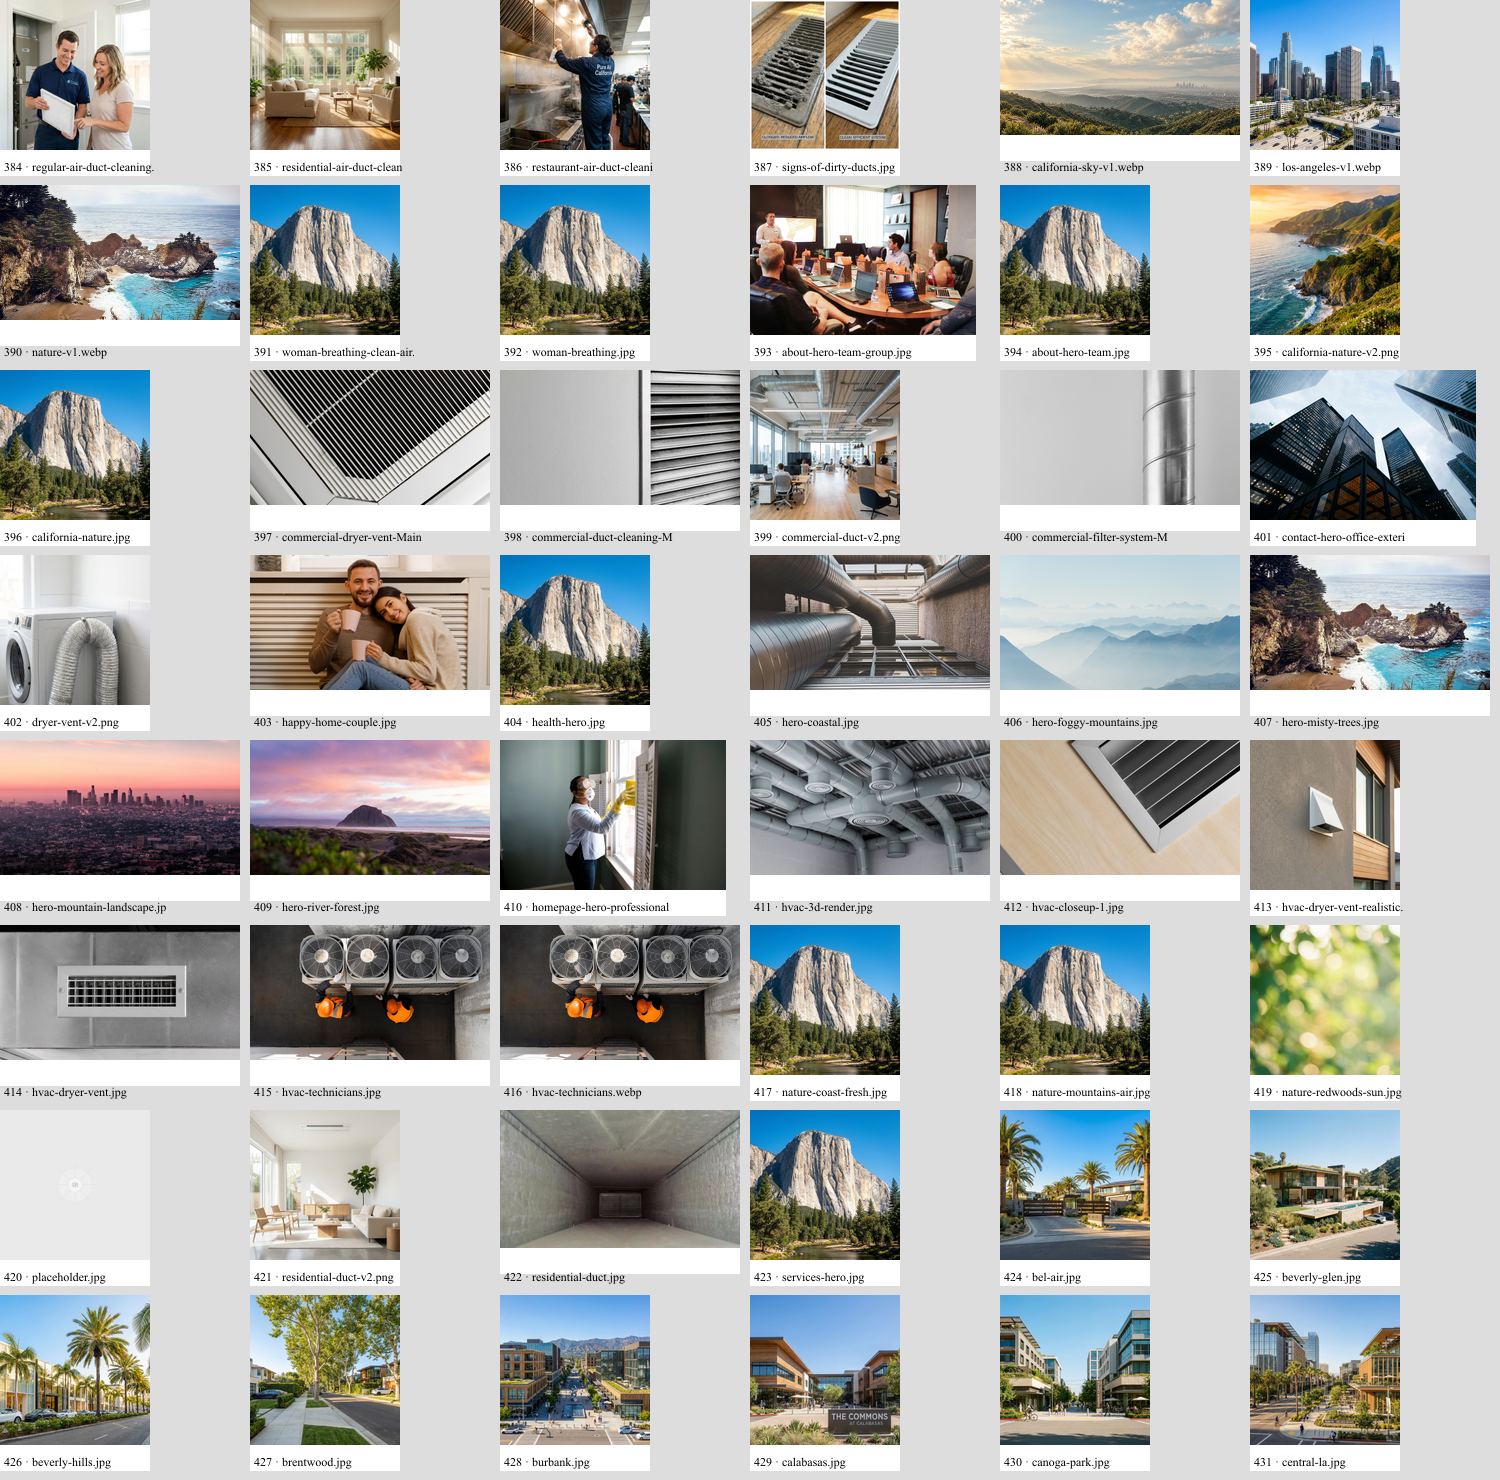 Pure Air
California
384 · regular-air-duct-cleaning.
385 · residential-air-duct-clean
386 · restaurant-air-duct-cleani
387 · signs-of-dirty-ducts.jpg
388 · california-sky-v1.webp
389 · los-angeles-v1.webp
390 · nature-v1.webp
391 · woman-breathing-clean-air.
392 · woman-breathing.jpg
393 · about-hero-team-group.jpg
394 · about-hero-team.jpg
395 · california-nature-v2.png
396 · california-nature.jpg
397 · commercial-dryer-vent-Main
398 · commercial-duct-cleaning-M
399 · commercial-duct-v2.png
400 · commercial-filter-system-M
401 · contact-hero-office-exteri
402 · dryer-vent-v2.png
403 · happy-home-couple.jpg
404 · health-hero.jpg
405 · hero-coastal.jpg
406 · hero-foggy-mountains.jpg
407 · hero-misty-trees.jpg
408 · hero-mountain-landscape.jp
409 · hero-river-forest.jpg
410 · homepage-hero-professional
411 · hvac-3d-render.jpg
412 · hvac-closeup-1.jpg
413 · hvac-dryer-vent-realistic.
414 · hvac-dryer-vent.jpg
415 · hvac-technicians.jpg
416 · hvac-technicians.webp
417 · nature-coast-fresh.jpg
418 · nature-mountains-air.jpg
419 · nature-redwoods-sun.jpg
420 · placeholder.jpg
421 · residential-duct-v2.png
422 · residential-duct.jpg
423 · services-hero.jpg
424 · bel-air.jpg
425 · beverly-glen.jpg
THE COMMONS
AT CALABASAS
426 · beverly-hills.jpg
427 · brentwood.jpg
428 · burbank.jpg
429 · calabasas.jpg
430 · canoga-park.jpg
431 · central-la.jpg